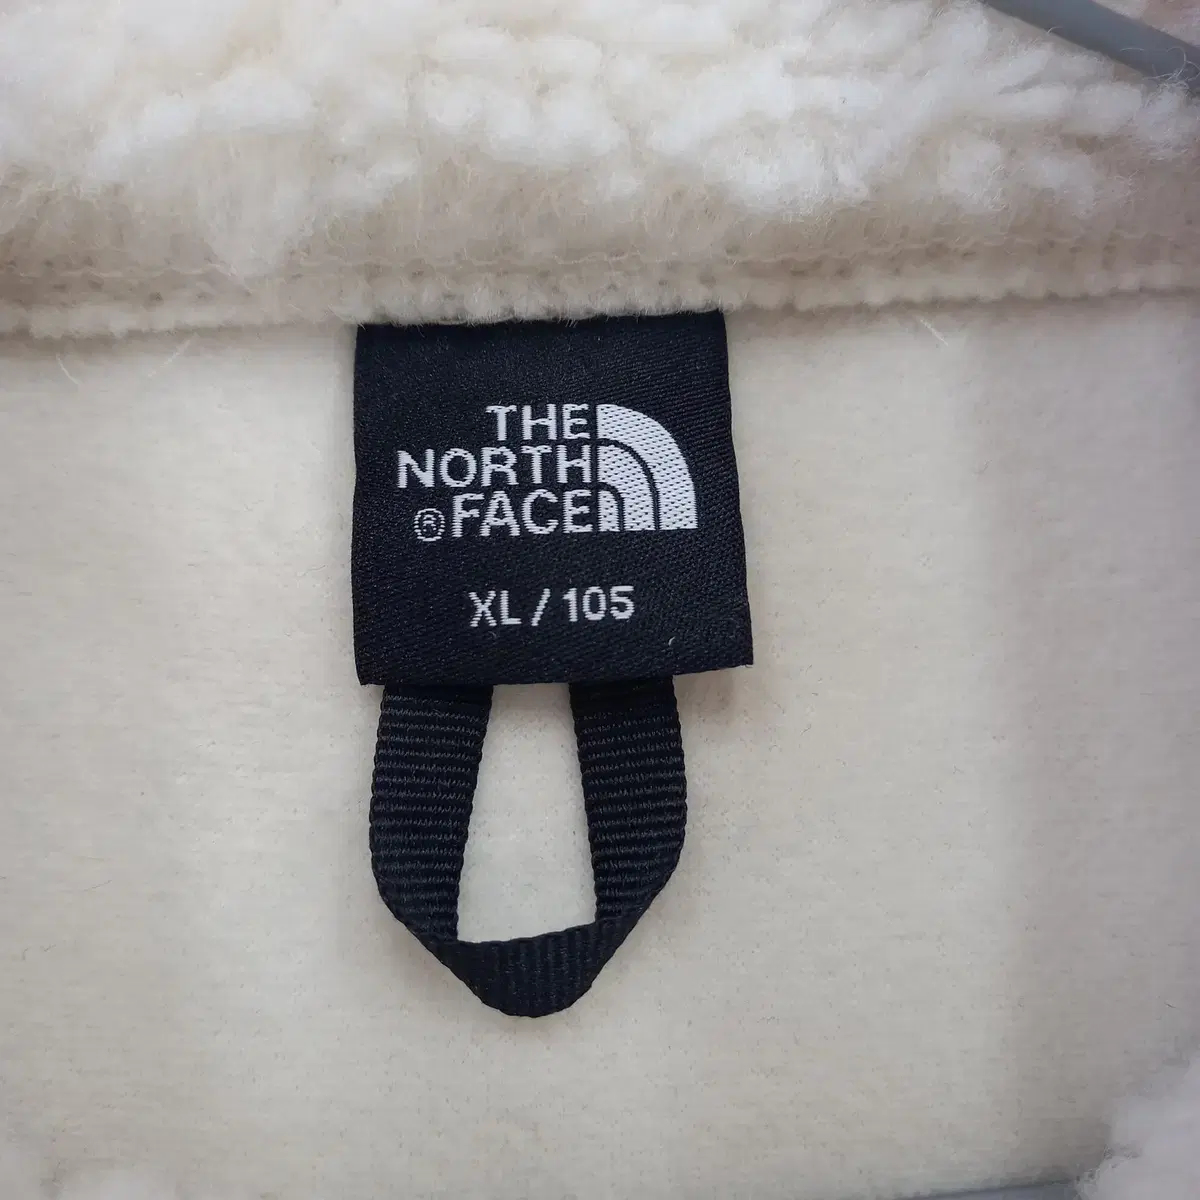 THE
NORTH
® FACE
XL / 105